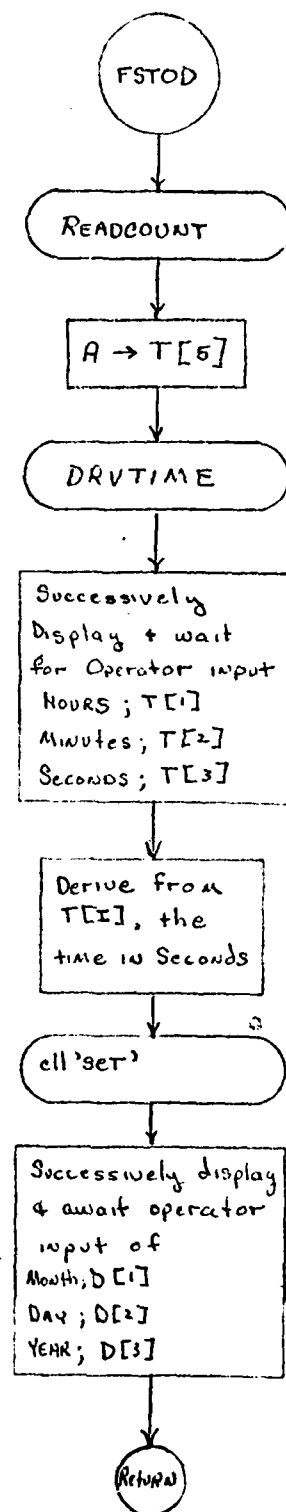 FSTOD
READCOUNT
A → T[5]
DRVTIME
Successively
Display & wait
for Operator input
HOURS ; T[1]
Minutes; T[2]
Seconds; T[3]
Derive from
T[I], the
time in Seconds
cll 'SET'
Successively display
& await operator
input of
Month; D[1]
DAY ; D[2]
YEAR; D[3]
Return